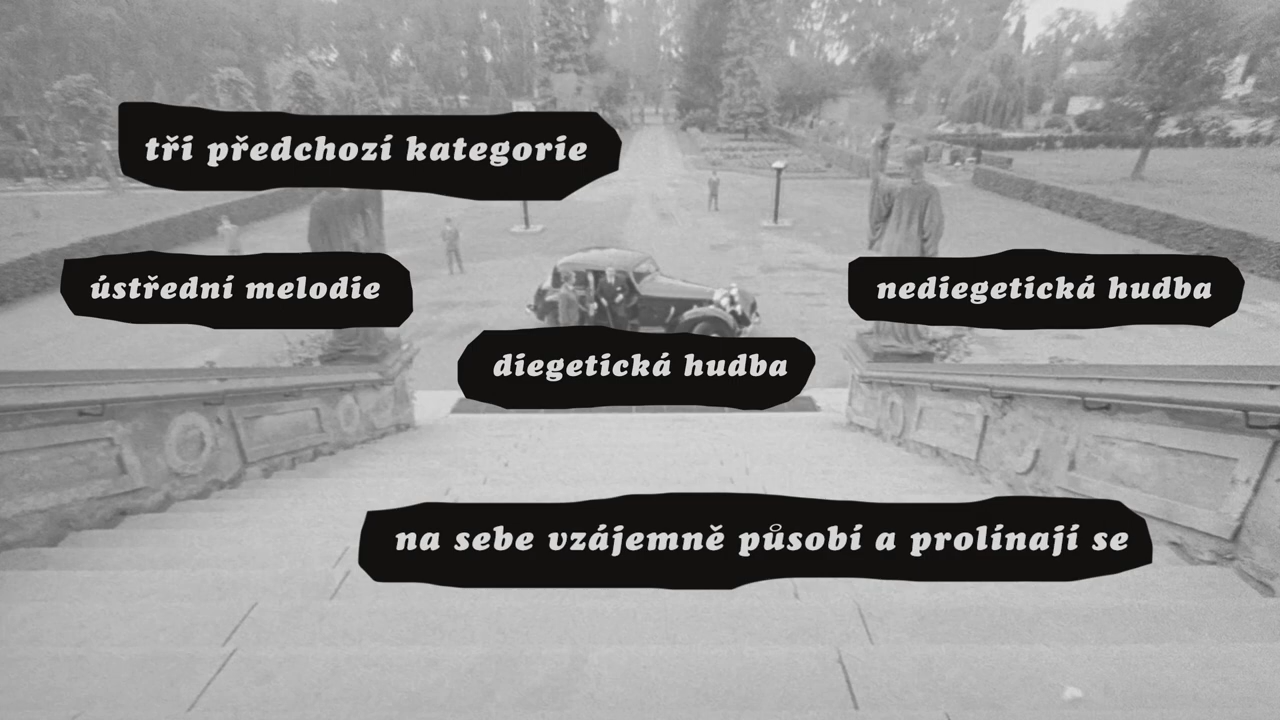 tři předchozí kategorie
ústřední melodie
nediegetická hudba
diegetická hudba
na sebe vzájemně působí a prolínají se